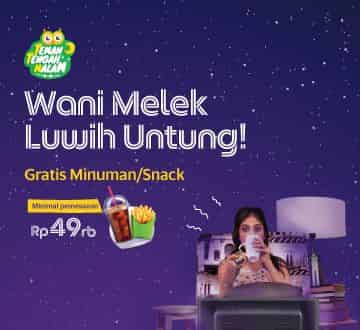 TEMAN
TENGAH
MALAM
Wani Melek
Luwih Untung!
Gratis Minuman/Snack
Minimal pemesanan
Rp49rb